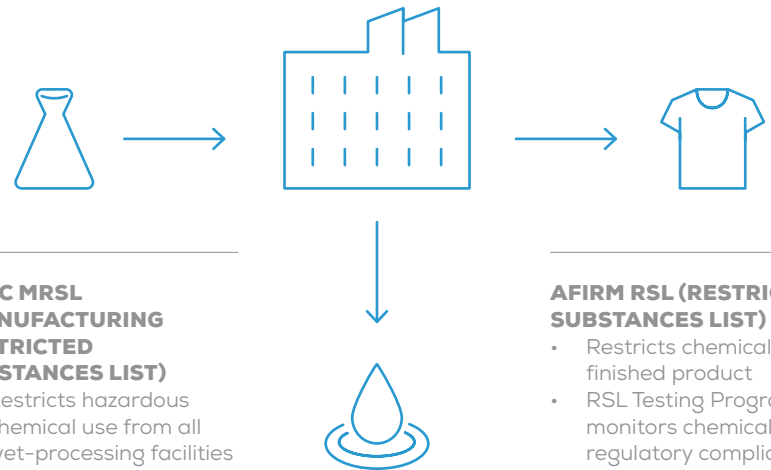 C MRSL
NUFACTURING
TRICTED
STANCES LIST)
estricts hazardous
hemical use from all
wet-processing facilities
AFIRM RSL (RESTRIC
SUBSTANCES LIST)
• Restricts chemical
finished product
• RSL Testing Progra
monitors chemical
regulatory complia